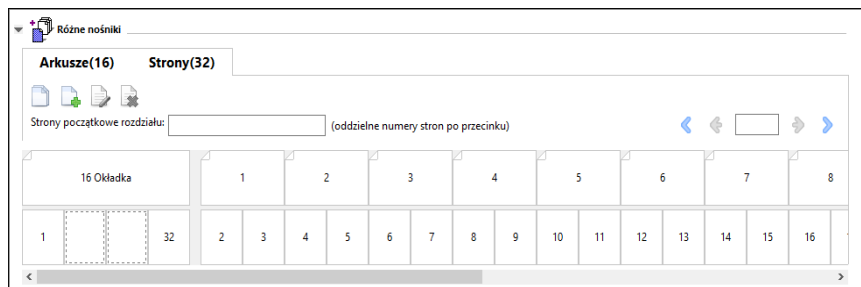 Różne nośniki
Arkusze(16) Strony(32)
Strony początkowe rozdziału: (oddzielne numery stron po przecinku)
16 Okładka 1 2 3 4 5 6 7 8
1 32 2 3 4 5 6 7 8 9 10 11 12 13 14 15 16